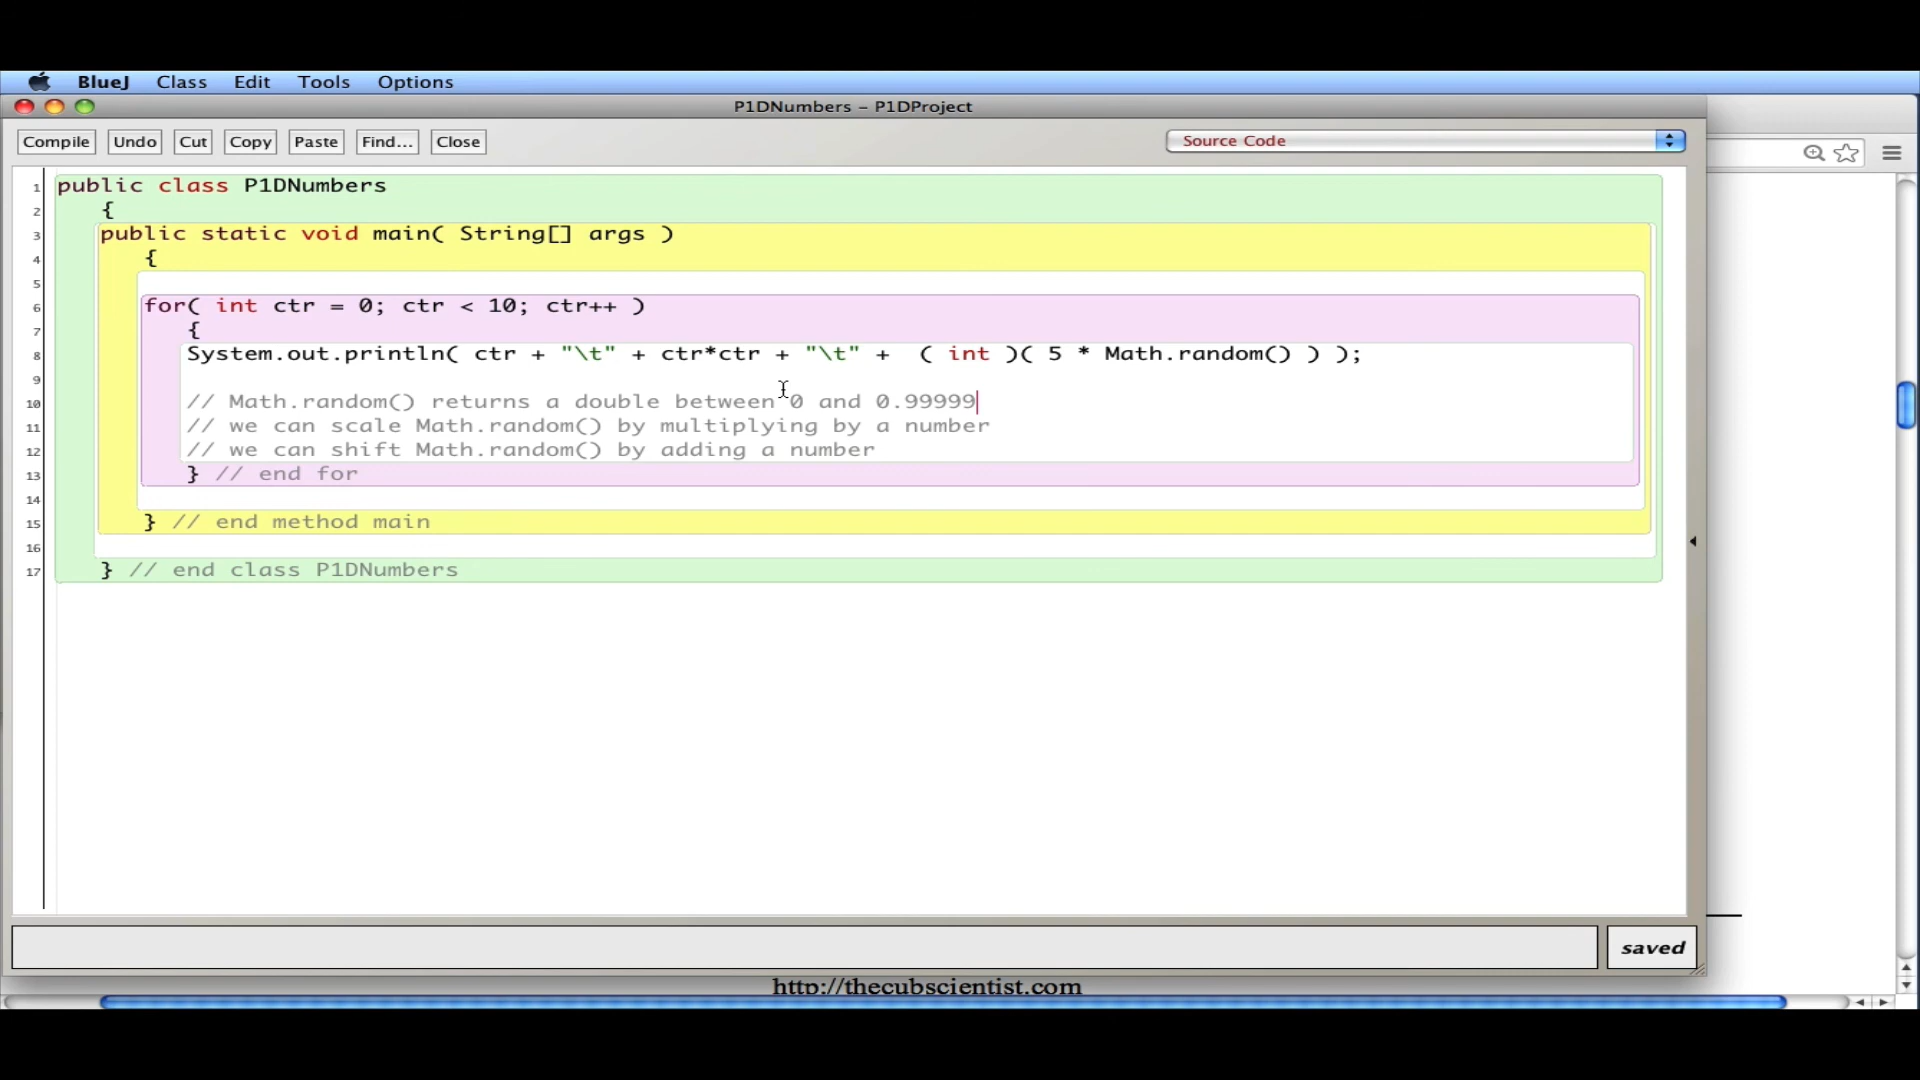 BlueJ Class Edit Tools Options
P1DNumbers – P1DProject
Compile Undo Cut Copy Paste Find... Close Source Code
1 public class P1DNumbers
2 {
3 public static void main( String[] args )
4 {
5
6 for( int ctr = 0; ctr < 10; ctr++ )
7 {
8 System.out.println( ctr + "\t" + ctr*ctr + "\t" +  ( int )( 5 * Math.random() ) );
9
10 // Math.random() returns a double between 0 and 0.99999
11 // we can scale Math.random() by multiplying by a number
12 // we can shift Math.random() by adding a number
13 } // end for
14
15 } // end method main
16
17 } // end class P1DNumbers
saved
http://thecubscientist.com